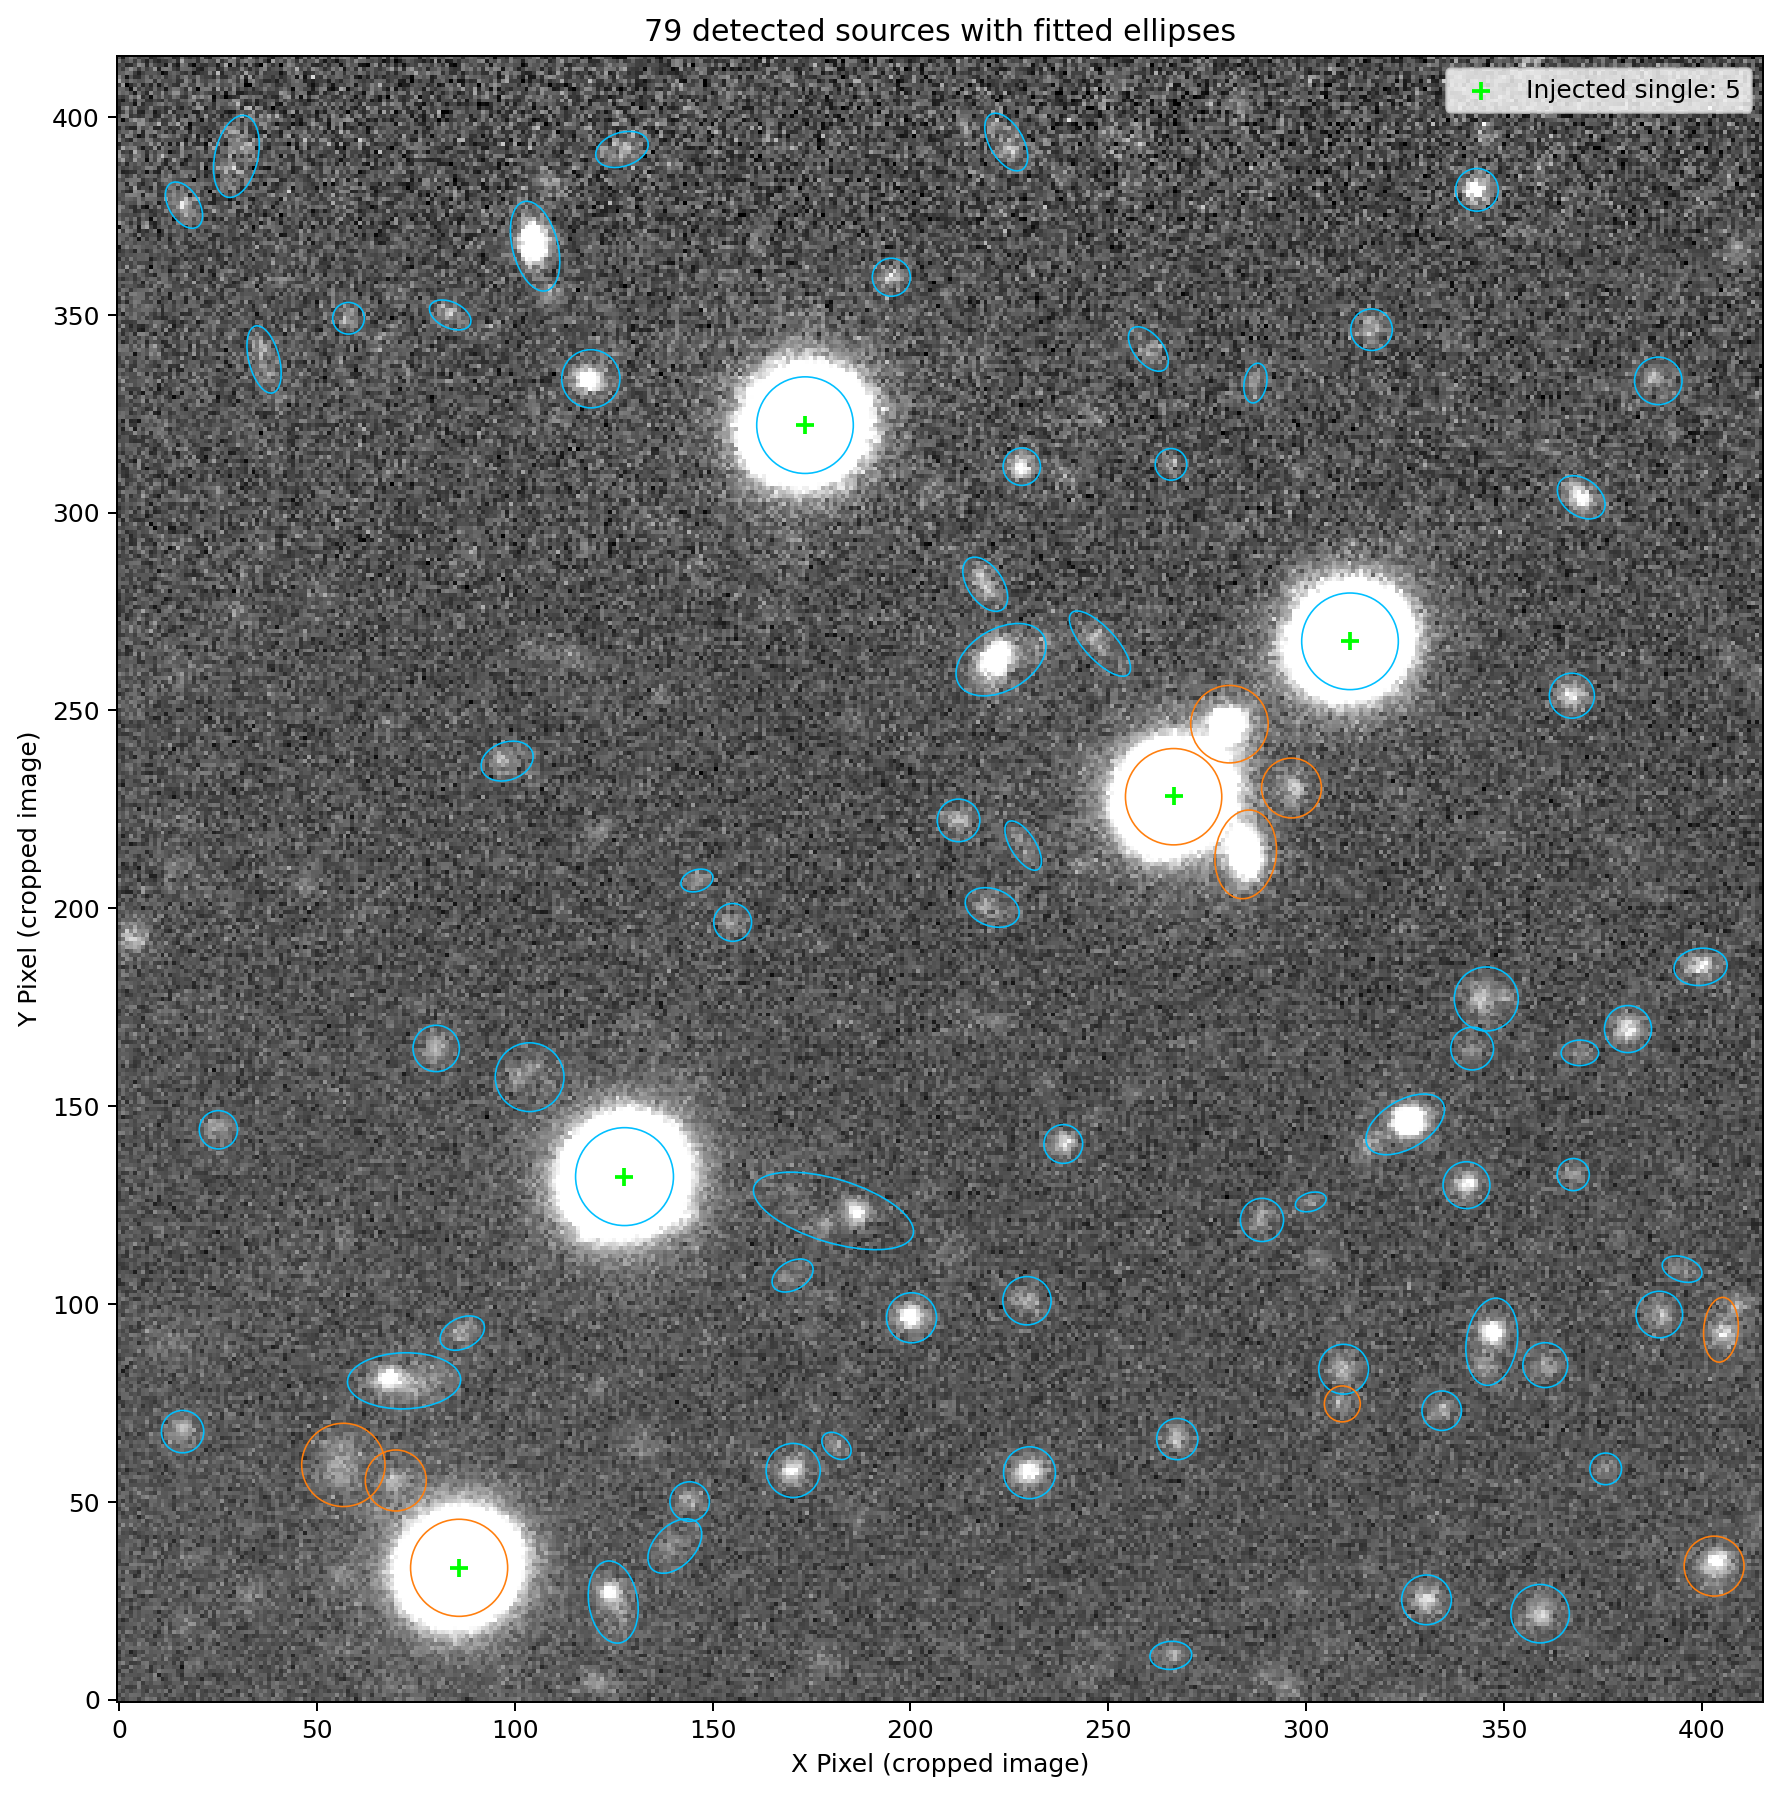 79 detected sources with fitted ellipses
Injected single: 5
400
350
300
250
200
150
100
50
0
Y Pixel (cropped image)
0 50 100 150 200 250 300 350 400
X Pixel (cropped image)